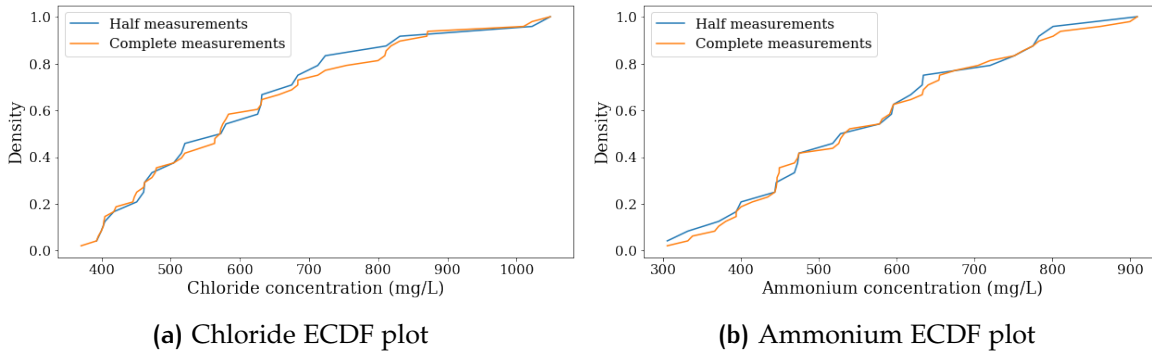 1.0
0.8
0.6
0.4
0.2
0.0
Density
Half measurements
Complete measurements
400 500 600 700 800 900 1000
Chloride concentration (mg/L)
(a) Chloride ECDF plot
1.0
0.8
0.6
0.4
0.2
0.0
Density
Half measurements
Complete measurements
300 400 500 600 700 800 900
Ammonium concentration (mg/L)
(b) Ammonium ECDF plot